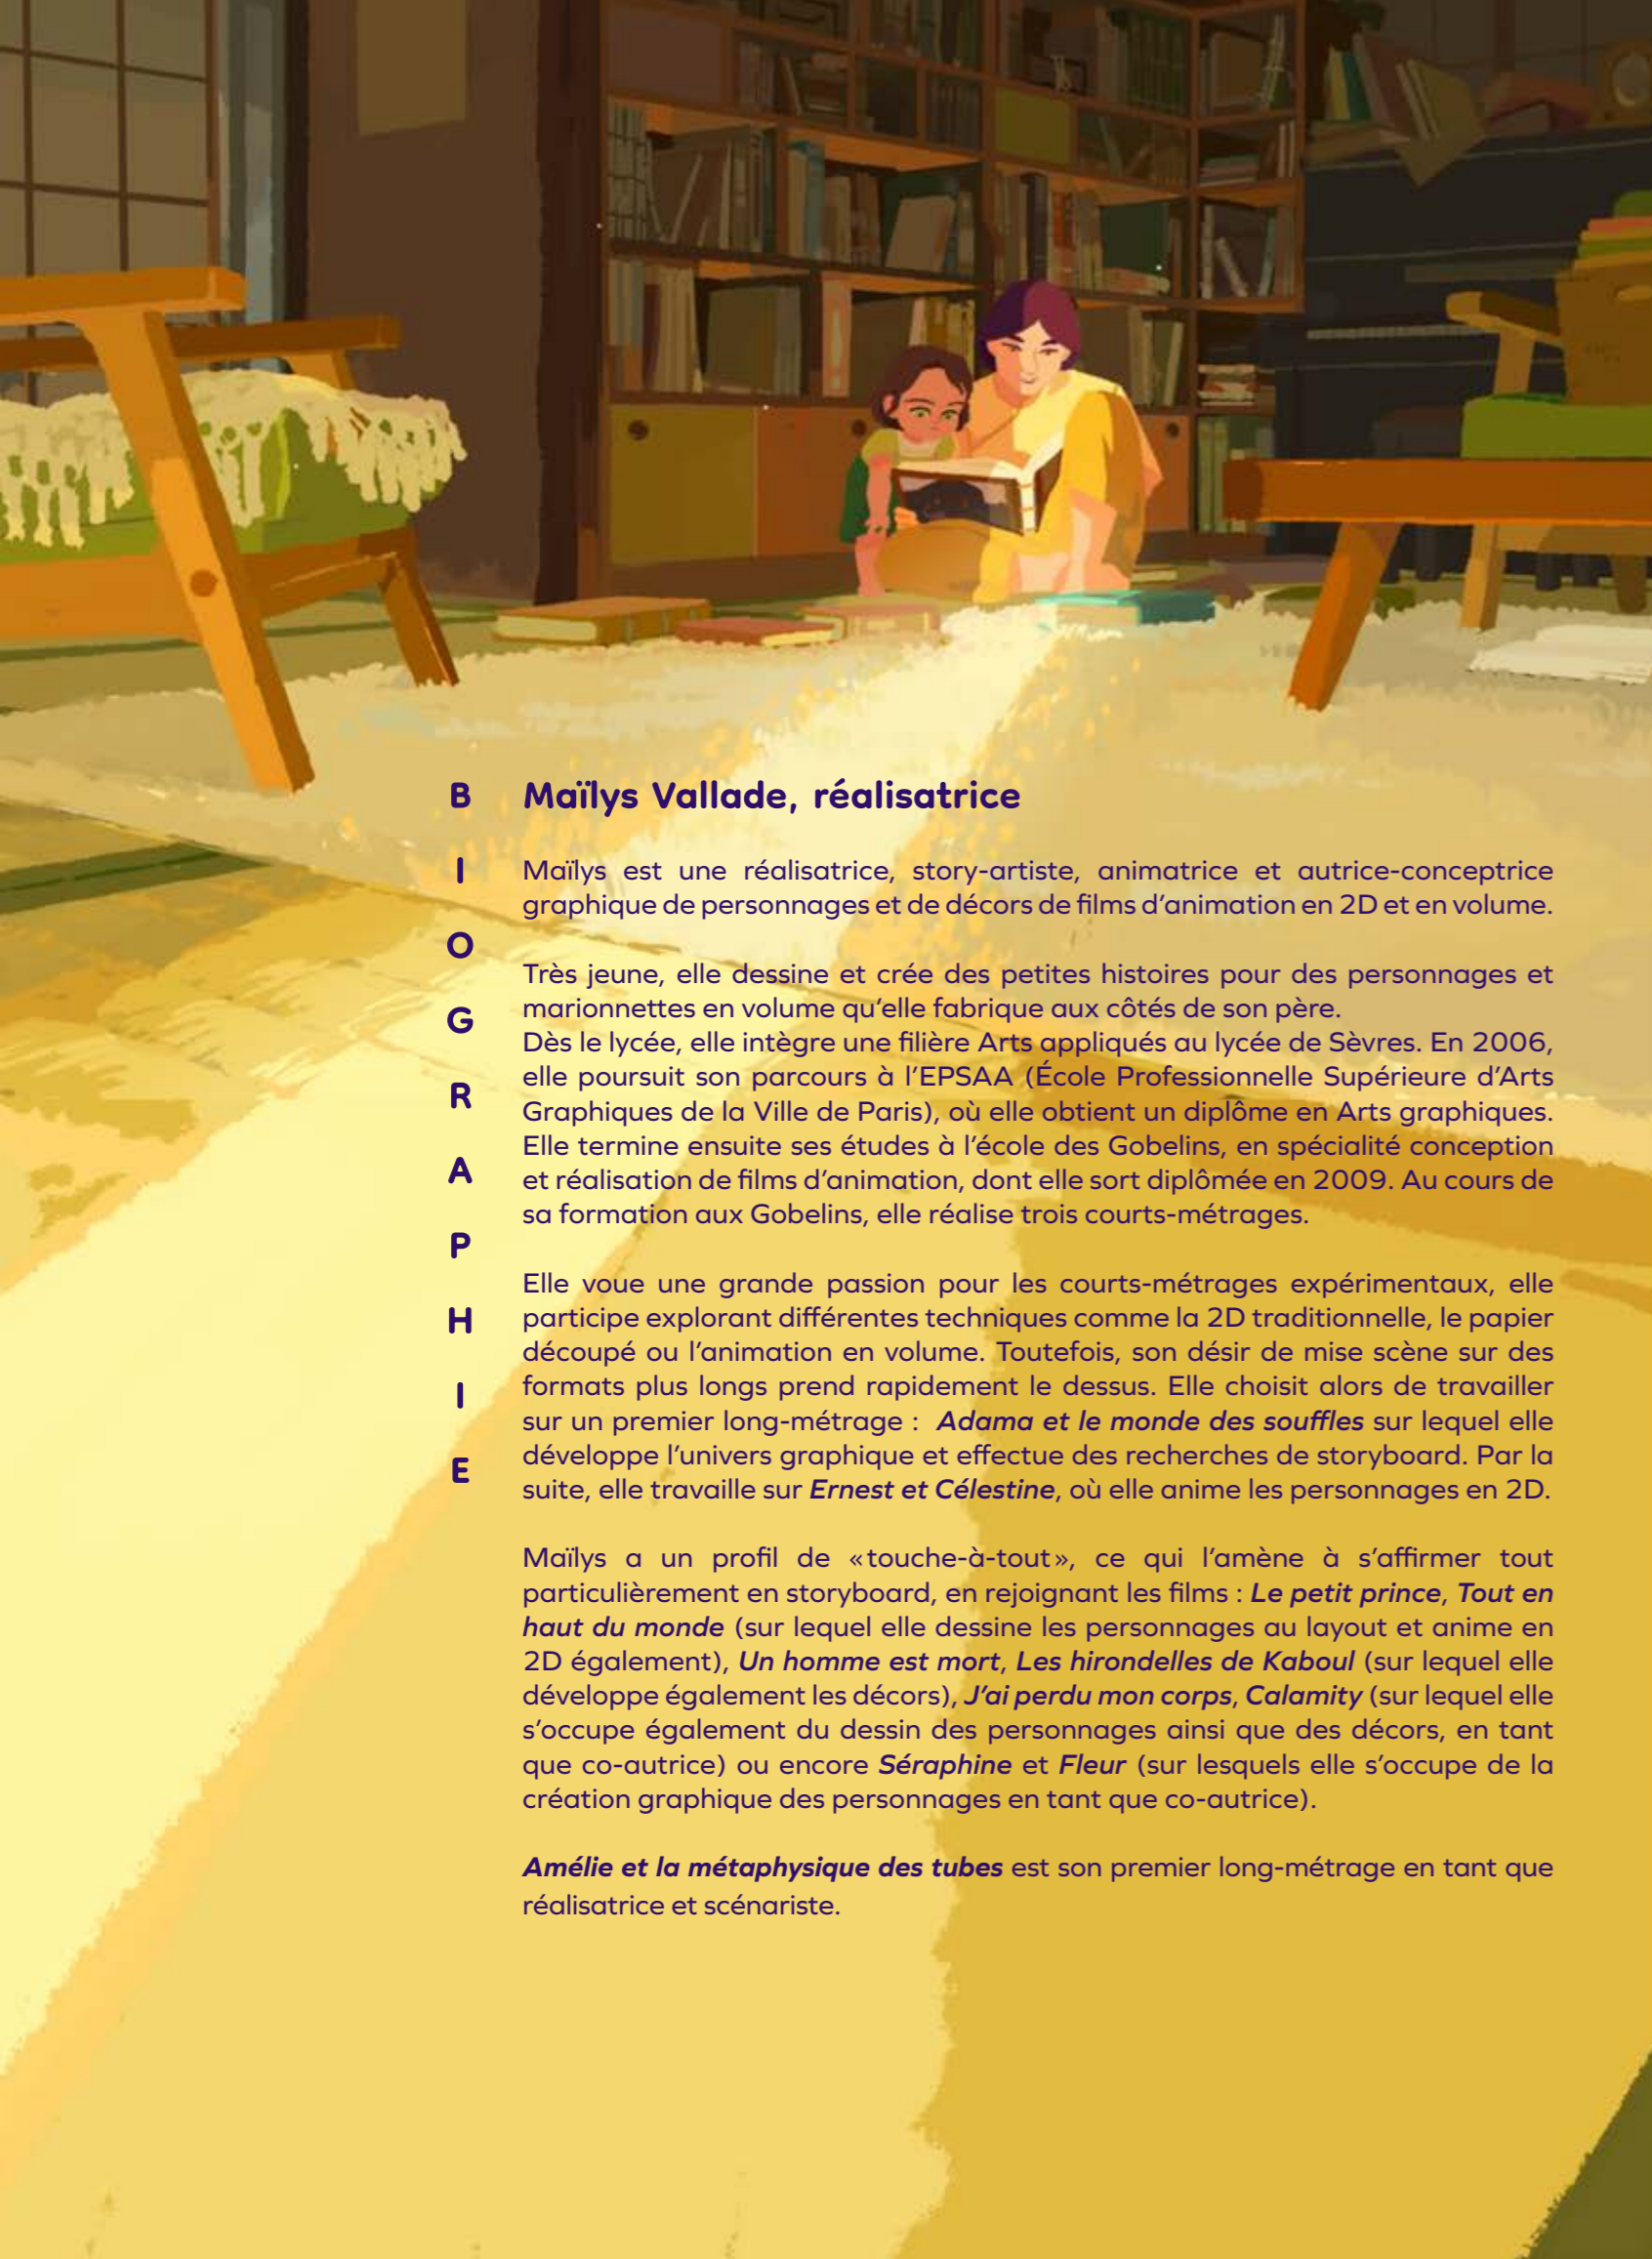 BIOGRAPHIE
Maïlys Vallade, réalisatrice
Maïlys est une réalisatrice, story-artiste, animatrice et autrice-conceptrice
graphique de personnages et de décors de films d’animation en 2D et en volume.
Très jeune, elle dessine et crée des petites histoires pour des personnages et
marionnettes en volume qu’elle fabrique aux côtés de son père.
Dès le lycée, elle intègre une filière Arts appliqués au lycée de Sèvres. En 2006,
elle poursuit son parcours à l’EPSAA (École Professionnelle Supérieure d’Arts
Graphiques de la Ville de Paris), où elle obtient un diplôme en Arts graphiques.
Elle termine ensuite ses études à l’école des Gobelins, en spécialité conception
et réalisation de films d’animation, dont elle sort diplômée en 2009. Au cours de
sa formation aux Gobelins, elle réalise trois courts-métrages.
Elle voue une grande passion pour les courts-métrages expérimentaux, elle
participe explorant différentes techniques comme la 2D traditionnelle, le papier
découpé ou l’animation en volume. Toutefois, son désir de mise scène sur des
formats plus longs prend rapidement le dessus. Elle choisit alors de travailler
sur un premier long-métrage : Adama et le monde des souffles sur lequel elle
développe l’univers graphique et effectue des recherches de storyboard. Par la
suite, elle travaille sur Ernest et Célestine, où elle anime les personnages en 2D.
Maïlys a un profil de «touche-à-tout», ce qui l’amène à s’affirmer tout
particulièrement en storyboard, en rejoignant les films : Le petit prince, Tout en
haut du monde (sur lequel elle dessine les personnages au layout et anime en
2D également), Un homme est mort, Les hirondelles de Kaboul (sur lequel elle
développe également les décors), J’ai perdu mon corps, Calamity (sur lequel elle
s’occupe également du dessin des personnages ainsi que des décors, en tant
que co-autrice) ou encore Séraphine et Fleur (sur lesquels elle s’occupe de la
création graphique des personnages en tant que co-autrice).
Amélie et la métaphysique des tubes est son premier long-métrage en tant que
réalisatrice et scénariste.